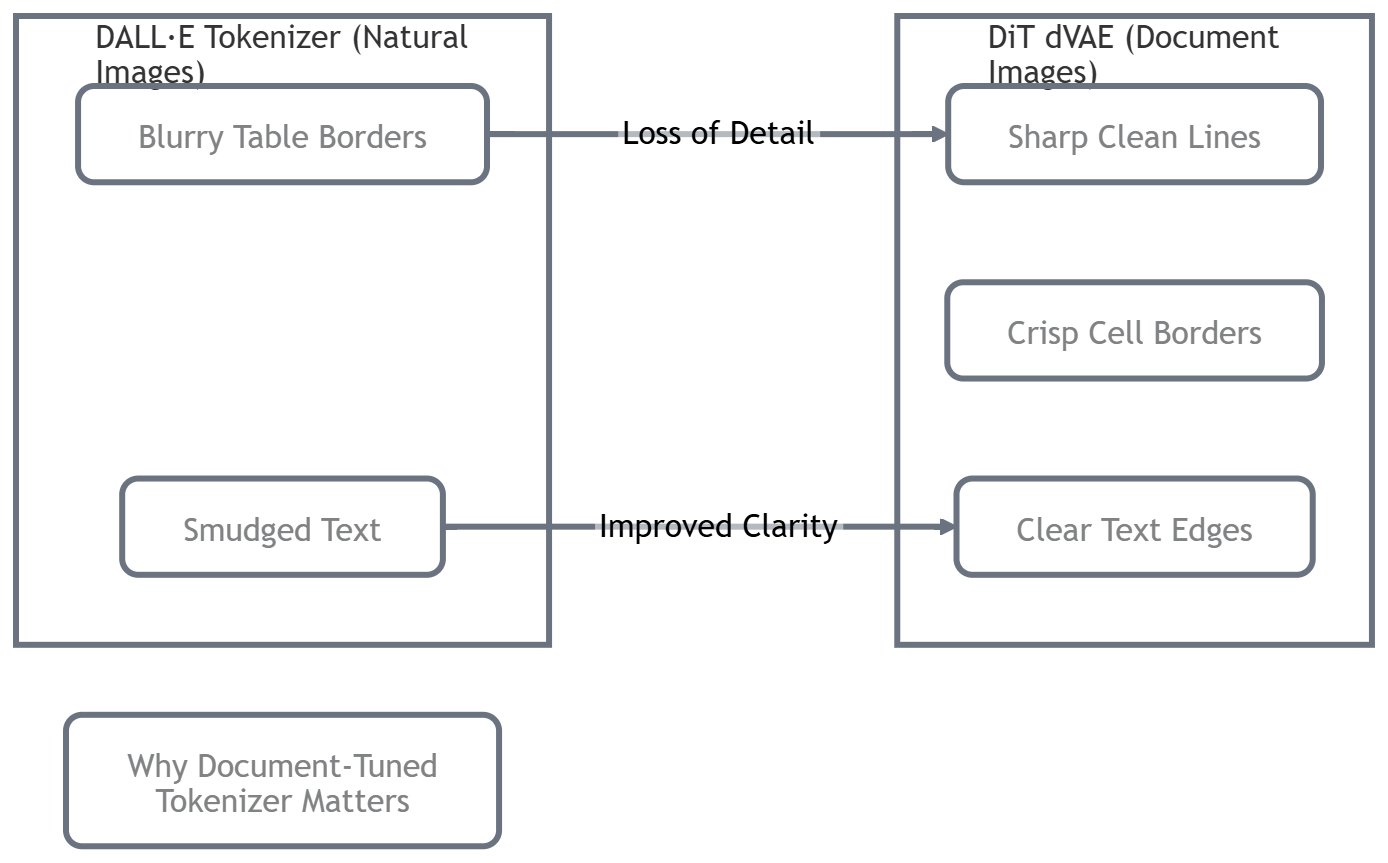 DALL·E Tokenizer (Natural
Images)
Blurry Table Borders
Smudged Text
Loss of Detail
Improved Clarity
DiT dVAE (Document
Images)
Sharp Clean Lines
Crisp Cell Borders
Clear Text Edges
Why Document-Tuned
Tokenizer Matters